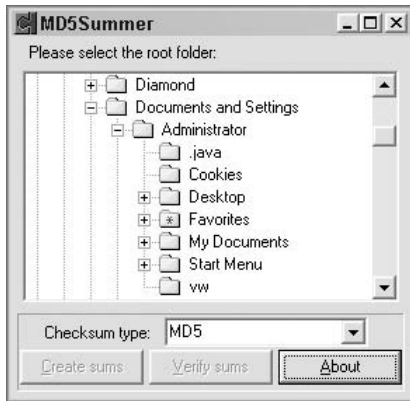 MD5Summer
Please select the root folder:
Diamond
Documents and Settings
Administrator
.java
Cookies
Desktop
Favorites
My Documents
Start Menu
vw
Checksum type: MD5
Create sums Verify sums About